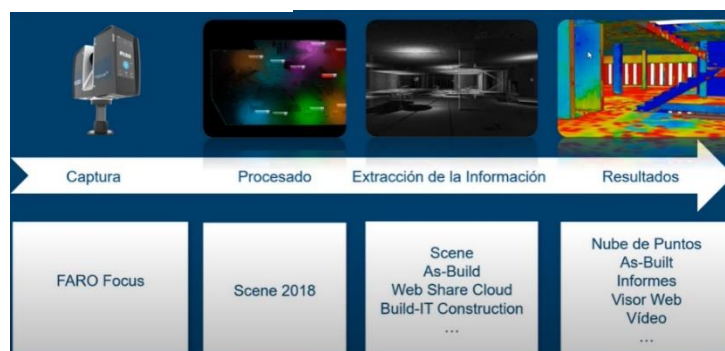 Captura
Procesado
Extracción de la Información
Resultados
FARO Focus
Scene 2018
Scene
As-Build
Web Share Cloud
Build-IT Construction
...
Nube de Puntos
As-Built
Informes
Visor Web
Vídeo
...